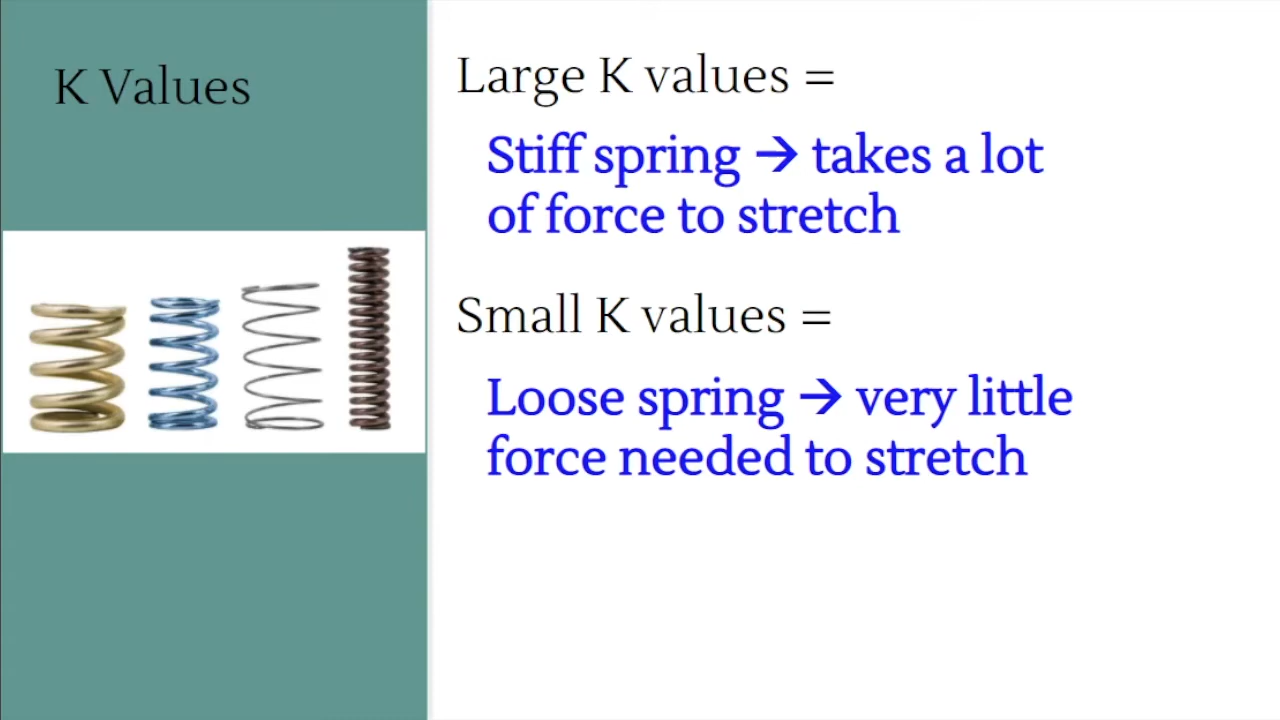 K Values
Large K values =
Stiff spring → takes a lot
of force to stretch
Small K values =
Loose spring → very little
force needed to stretch